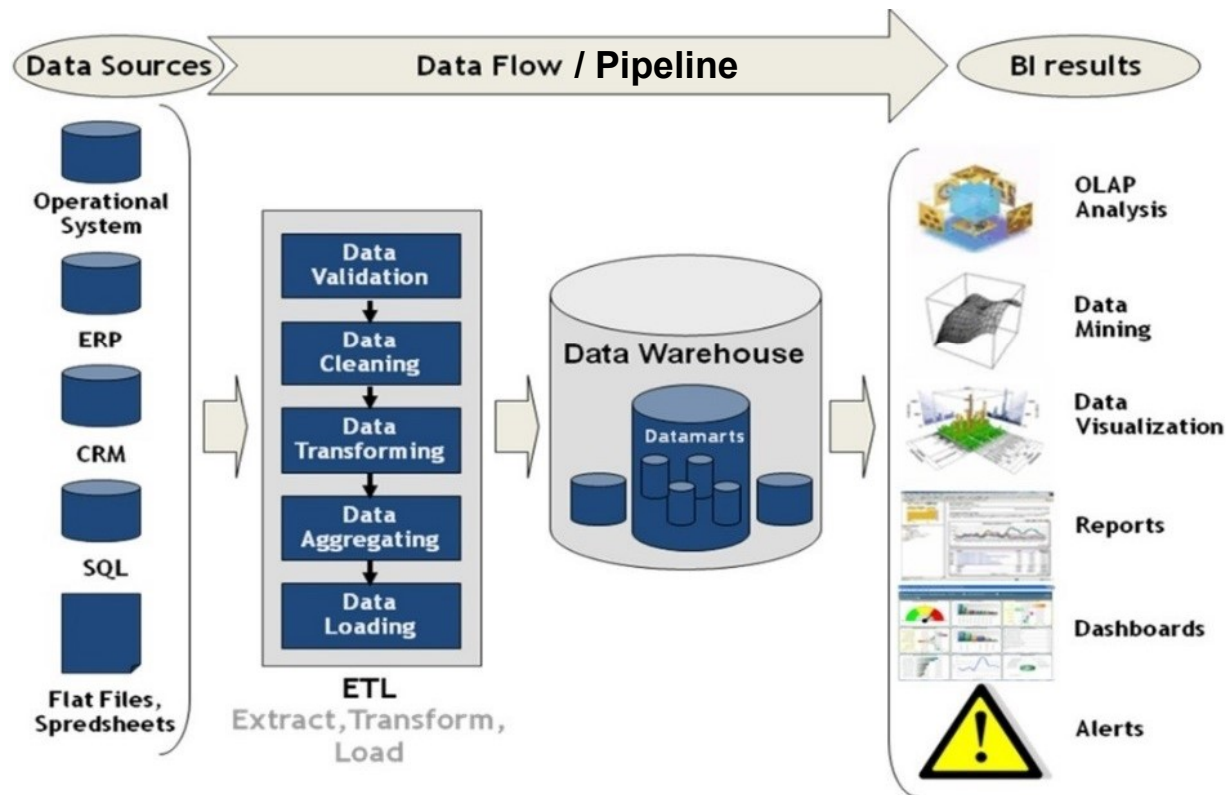 Data Sources
Data Flow / Pipeline
BI results
Operational
System
ERP
CRM
SQL
Flat Files,
Spredsheets
Data
Validation
Data
Cleaning
Data
Transforming
Data
Aggregating
Data
Loading
ETL
Extract,Transform,
Load
Data Warehouse
Datamarts
OLAP
Analysis
Data
Mining
Data
Visualization
Reports
Dashboards
Alerts